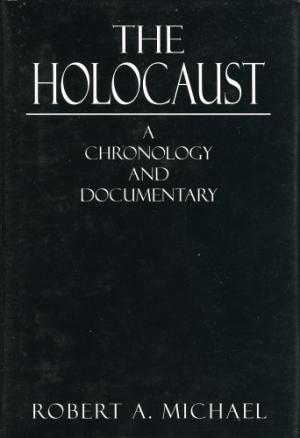 THE
HOLOCAUST
A
CHRONOLOGY
AND
DOCUMENTARY
ROBERT A. MICHAEL